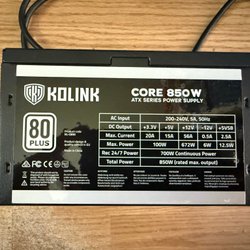 KOLINK
CORE 850W
ATX SERIES POWER SUPPLY
80
PLUS
AC Input 200-240V, 5A, 50Hz
DC Output +3.3V +5V +12V -12V +5VSB
Max. Current 20A 15A 56A 0.5A 2.5A
Max. Power 100W 672W 6W 12.5W
Rec 24/7 Power 700W Continuous Power
Total Power 850W (rated max. output)